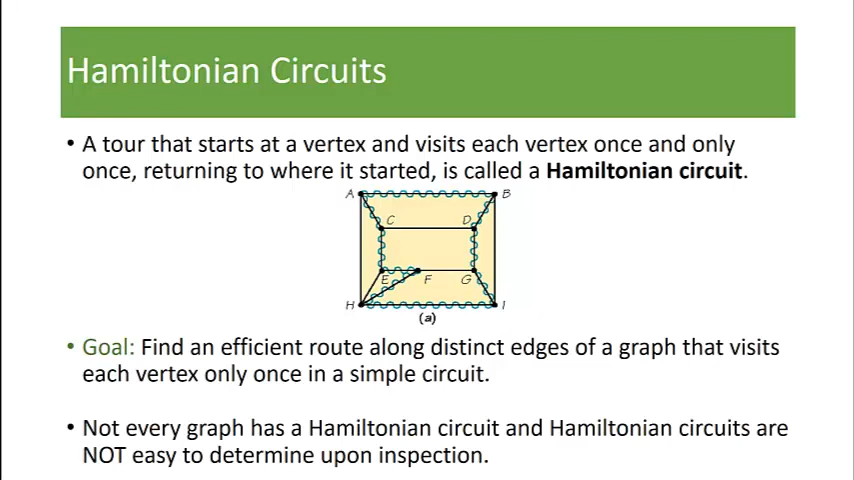 Hamiltonian Circuits
• A tour that starts at a vertex and visits each vertex once and only
once, returning to where it started, is called a Hamiltonian circuit.
A B
C D
E F G
H I
(a)
• Goal: Find an efficient route along distinct edges of a graph that visits
each vertex only once in a simple circuit.
• Not every graph has a Hamiltonian circuit and Hamiltonian circuits are
NOT easy to determine upon inspection.